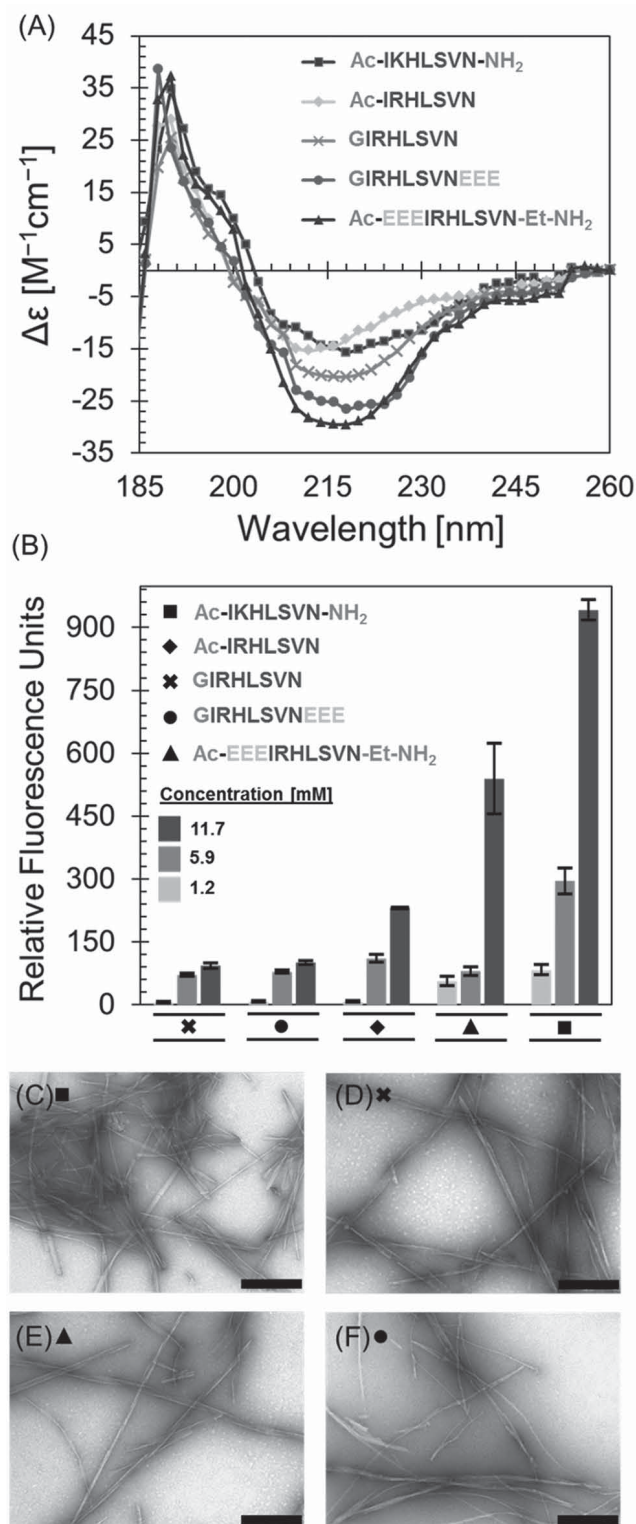 (A)
45
35
25
15
5
-5
-15
-25
-35
Δε [M⁻¹cm⁻¹]
Ac-IKHLSVN-NH₂
Ac-IRHLSVN
GIRHLSVN
GIRHLSVNEEE
Ac-EEEIRHLSVN-Et-NH₂
185 200 215 230 245 260
Wavelength [nm]
(B)
Relative Fluorescence Units
900
750
600
450
300
150
0
Ac-IKHLSVN-NH₂
Ac-IRHLSVN
GIRHLSVN
GIRHLSVNEEE
Ac-EEEIRHLSVN-Et-NH₂
Concentration [mM]
11.7
5.9
1.2
(C)
(D)
(E)
(F)